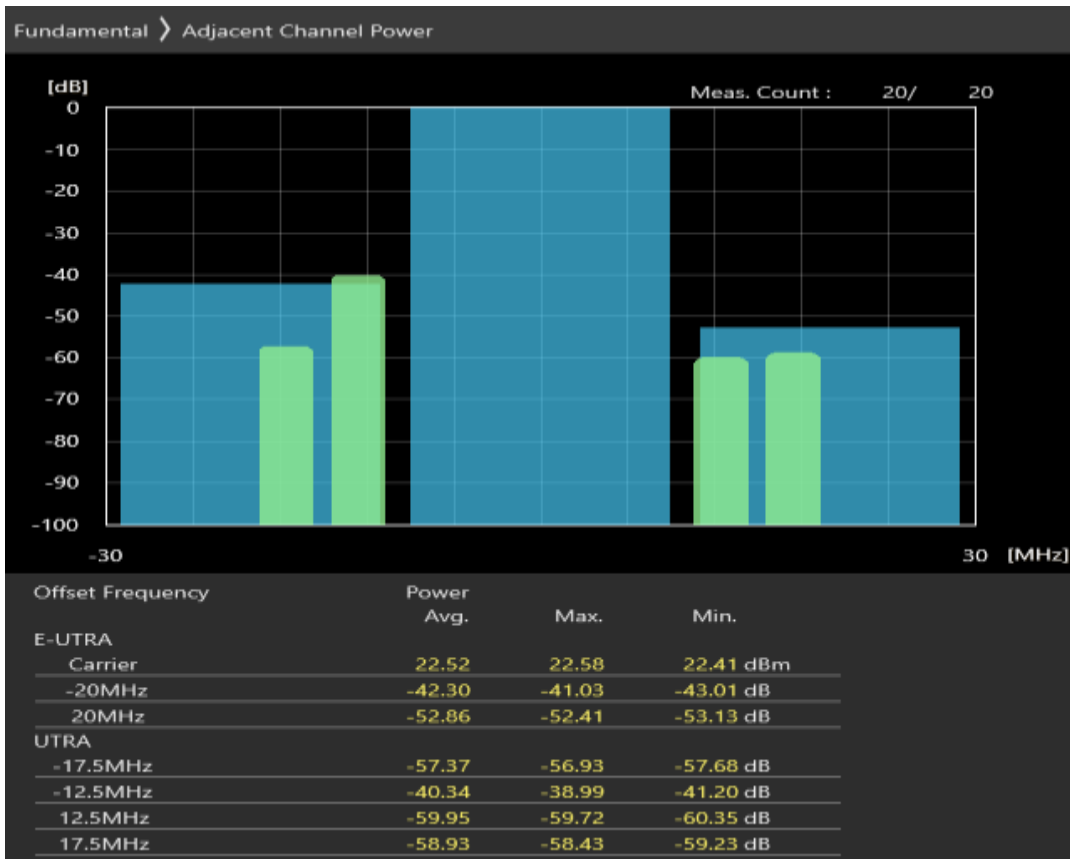 Fundamental 〉 Adjacent Channel Power
[dB]
Meas. Count : 20/ 20
0
-10
-20
-30
-40
-50
-60
-70
-80
-90
-100
-30 30 [MHz]
Offset Frequency Power
Avg. Max. Min.
E-UTRA
Carrier 22.52 22.58 22.41 dBm
-20MHz -42.30 -41.03 -43.01 dB
20MHz -52.86 -52.41 -53.13 dB
UTRA
-17.5MHz -57.37 -56.93 -57.68 dB
-12.5MHz -40.34 -38.99 -41.20 dB
12.5MHz -59.95 -59.72 -60.35 dB
17.5MHz -58.93 -58.43 -59.23 dB